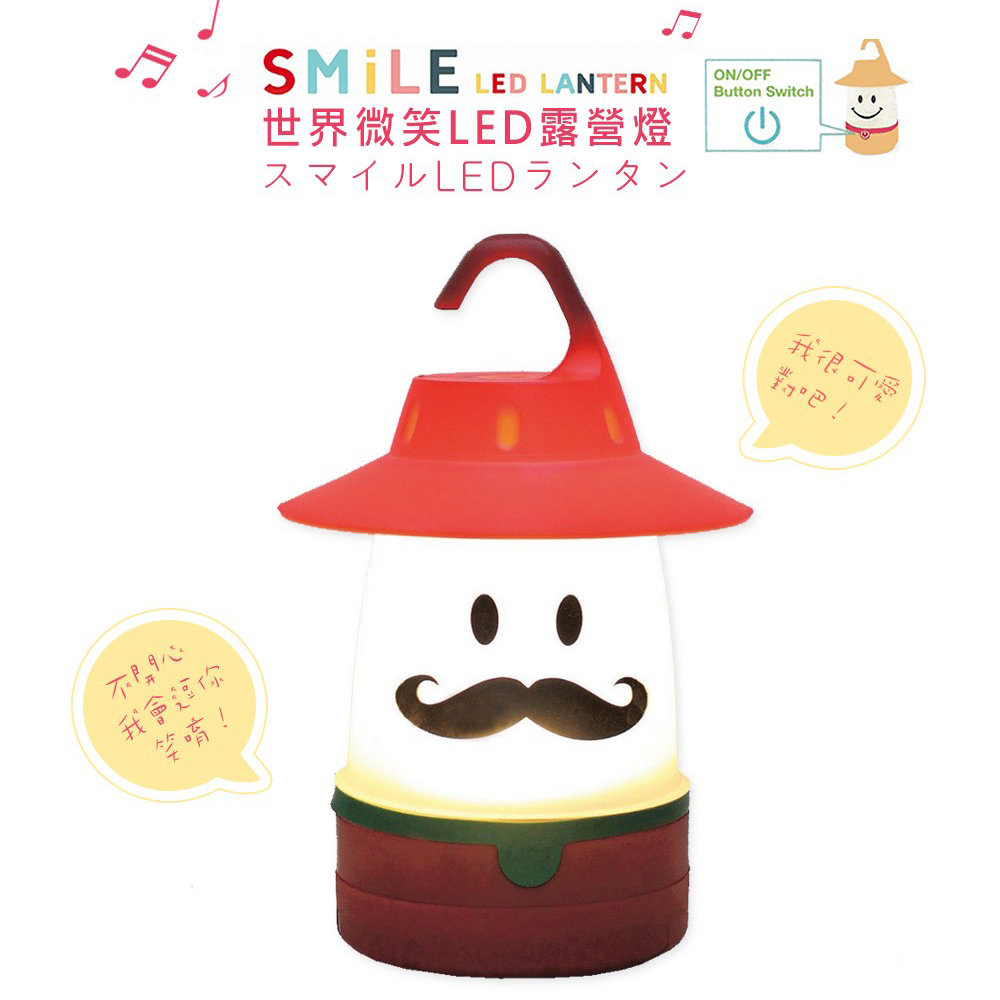 SMiLE LED LANTERN
世界微笑LED露營燈
スマイルLEDランタン
ON/OFF
Button Switch
我很可愛
對吧！
不開心
我會逗你
笑唷！